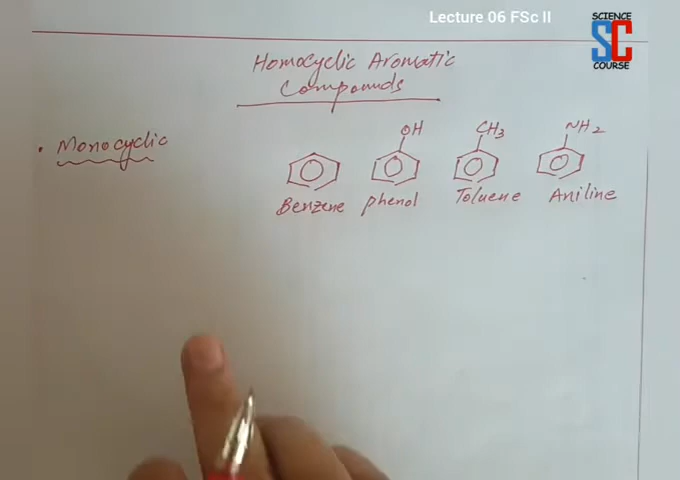 Lecture 06 FSc II
SCIENCE
SC
COURSE
Homocyclic Aromatic
Compounds
• Monocyclic
OH
CH3
NH2
Benzene
phenol
Toluene
Aniline